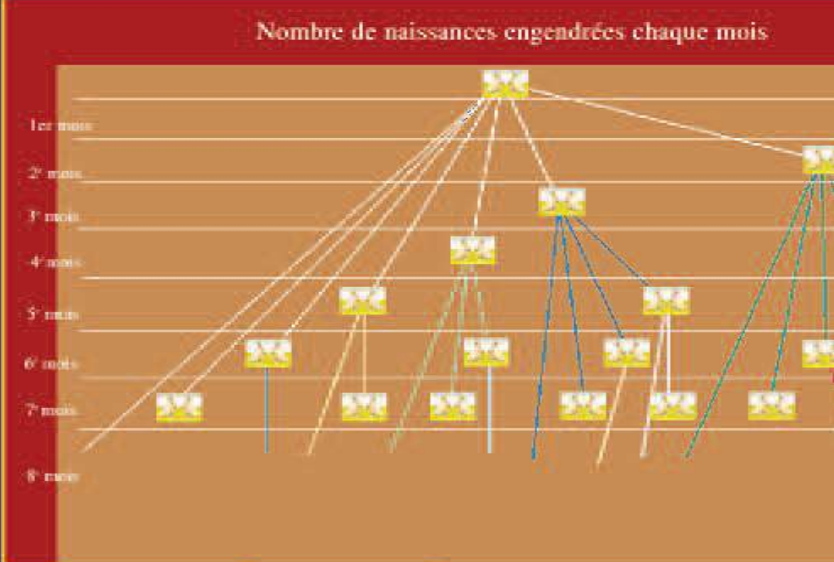 Nombre de naissances engendrées chaque mois
1er mois
2e mois
3e mois
4e mois
5e mois
6e mois
7e mois
8e mois